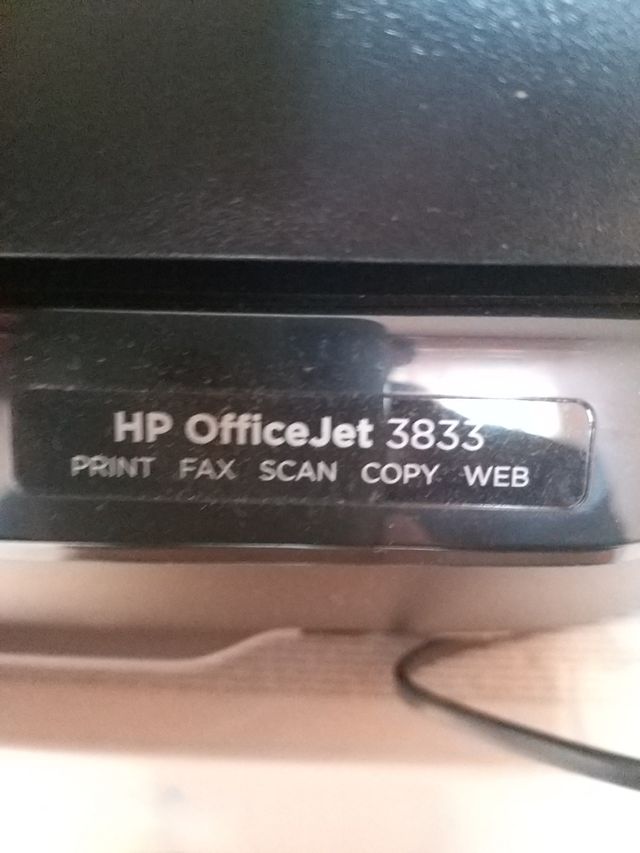 HP OfficeJet 3833
PRINT FAX SCAN COPY WEB